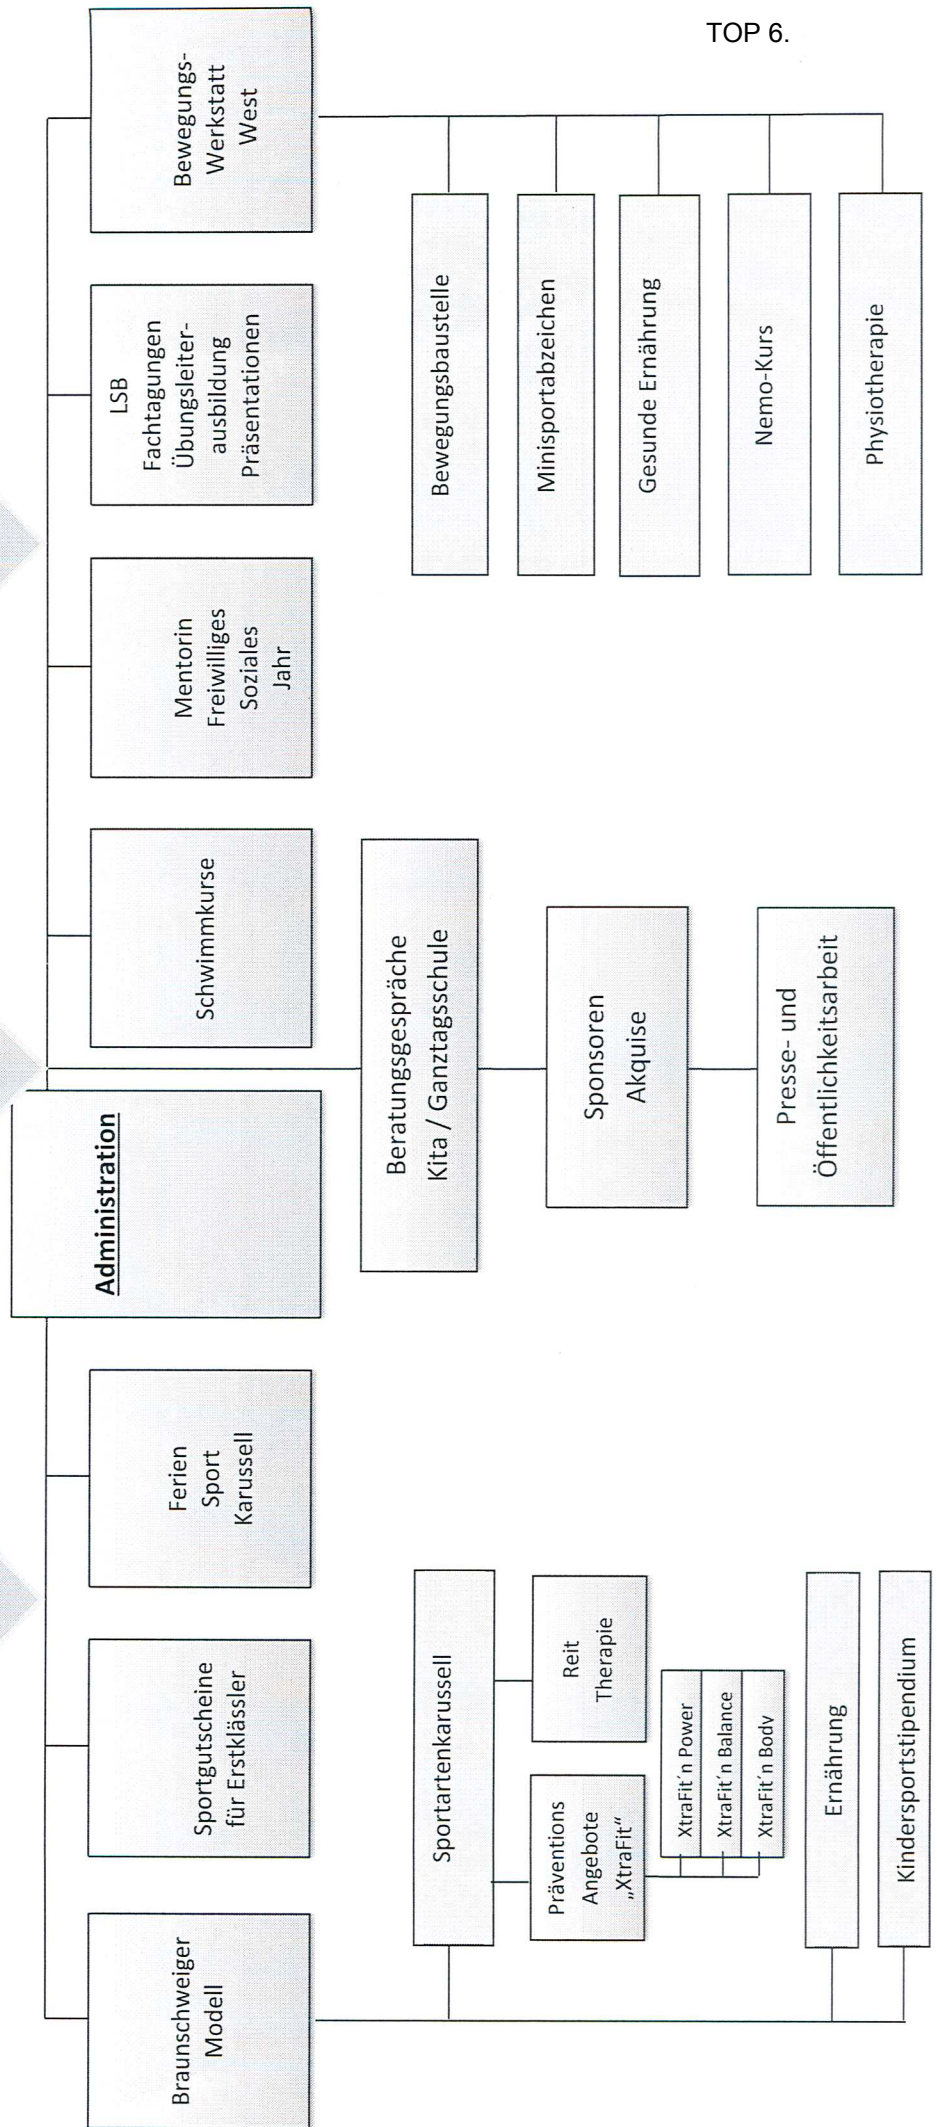 TOP 6.
Administration
Braunschweiger
Modell
Sportgutscheine
für Erstklässler
Ferien
Sport
Karussell
Schwimmkurse
Mentorin
Freiwilliges
Soziales
Jahr
LSB
Fachtagungen
Übungsleiter-
ausbildung
Präsentationen
Bewegungs-
Werkstatt
West
Sportartenkarussell
Präventions
Angebote
„XtraFit“
Reit
Therapie
XtraFit´n Power
XtraFit´n Balance
XtraFit´n Body
Ernährung
Kindersportstipendium
Beratungsgespräche
Kita / Ganztagsschule
Sponsoren
Akquise
Presse- und
Öffentlichkeitsarbeit
Bewegungsbaustelle
Minisportabzeichen
Gesunde Ernährung
Nemo-Kurs
Physiotherapie